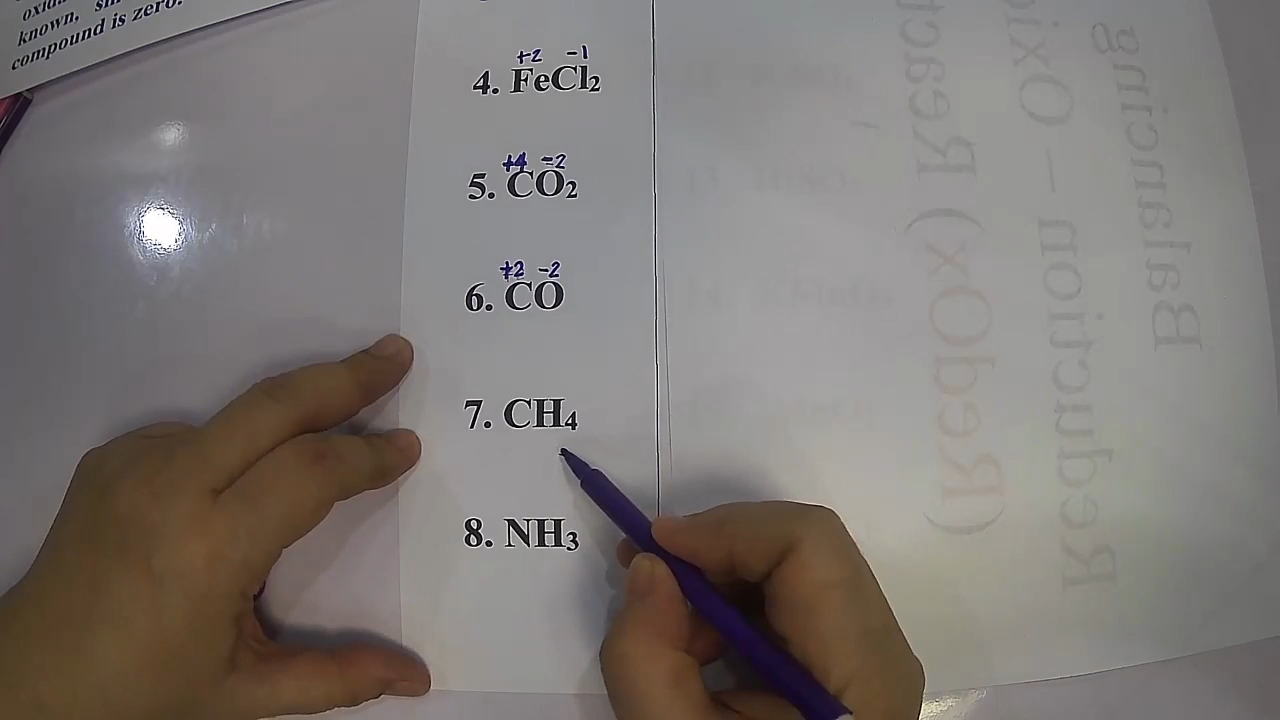 known,
compound is zero.
+2 -1
4. FeCl₂
+4 -2
5. CO₂
+2 -2
6. CO
7. CH₄
8. NH₃
Balancing
Reduction – Oxi
(RedOx) React